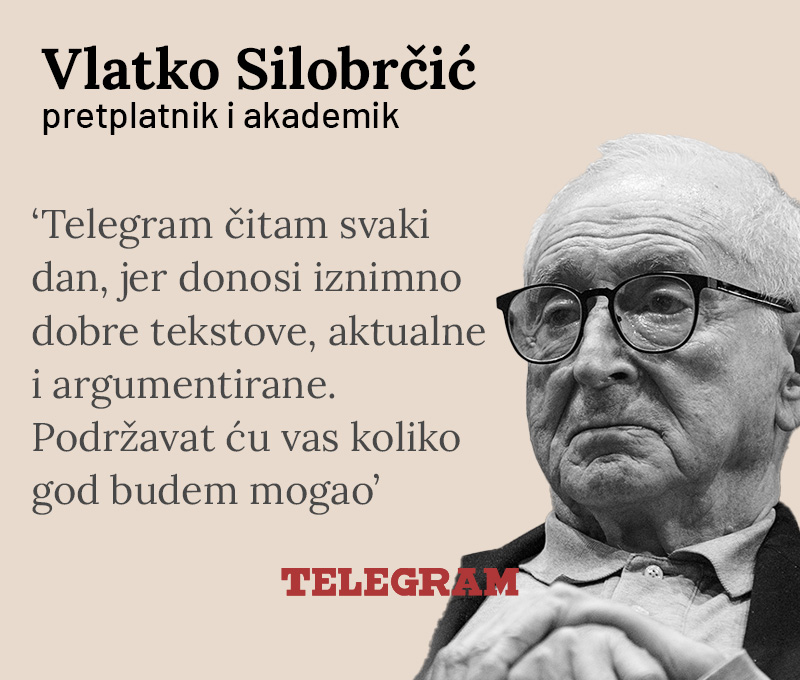 Vlatko Silobrčić
pretplatnik i akademik
‘Telegram čitam svaki
dan, jer donosi iznimno
dobre tekstove, aktualne
i argumentirane.
Podržavat ću vas koliko
god budem mogao’
TELEGRAM